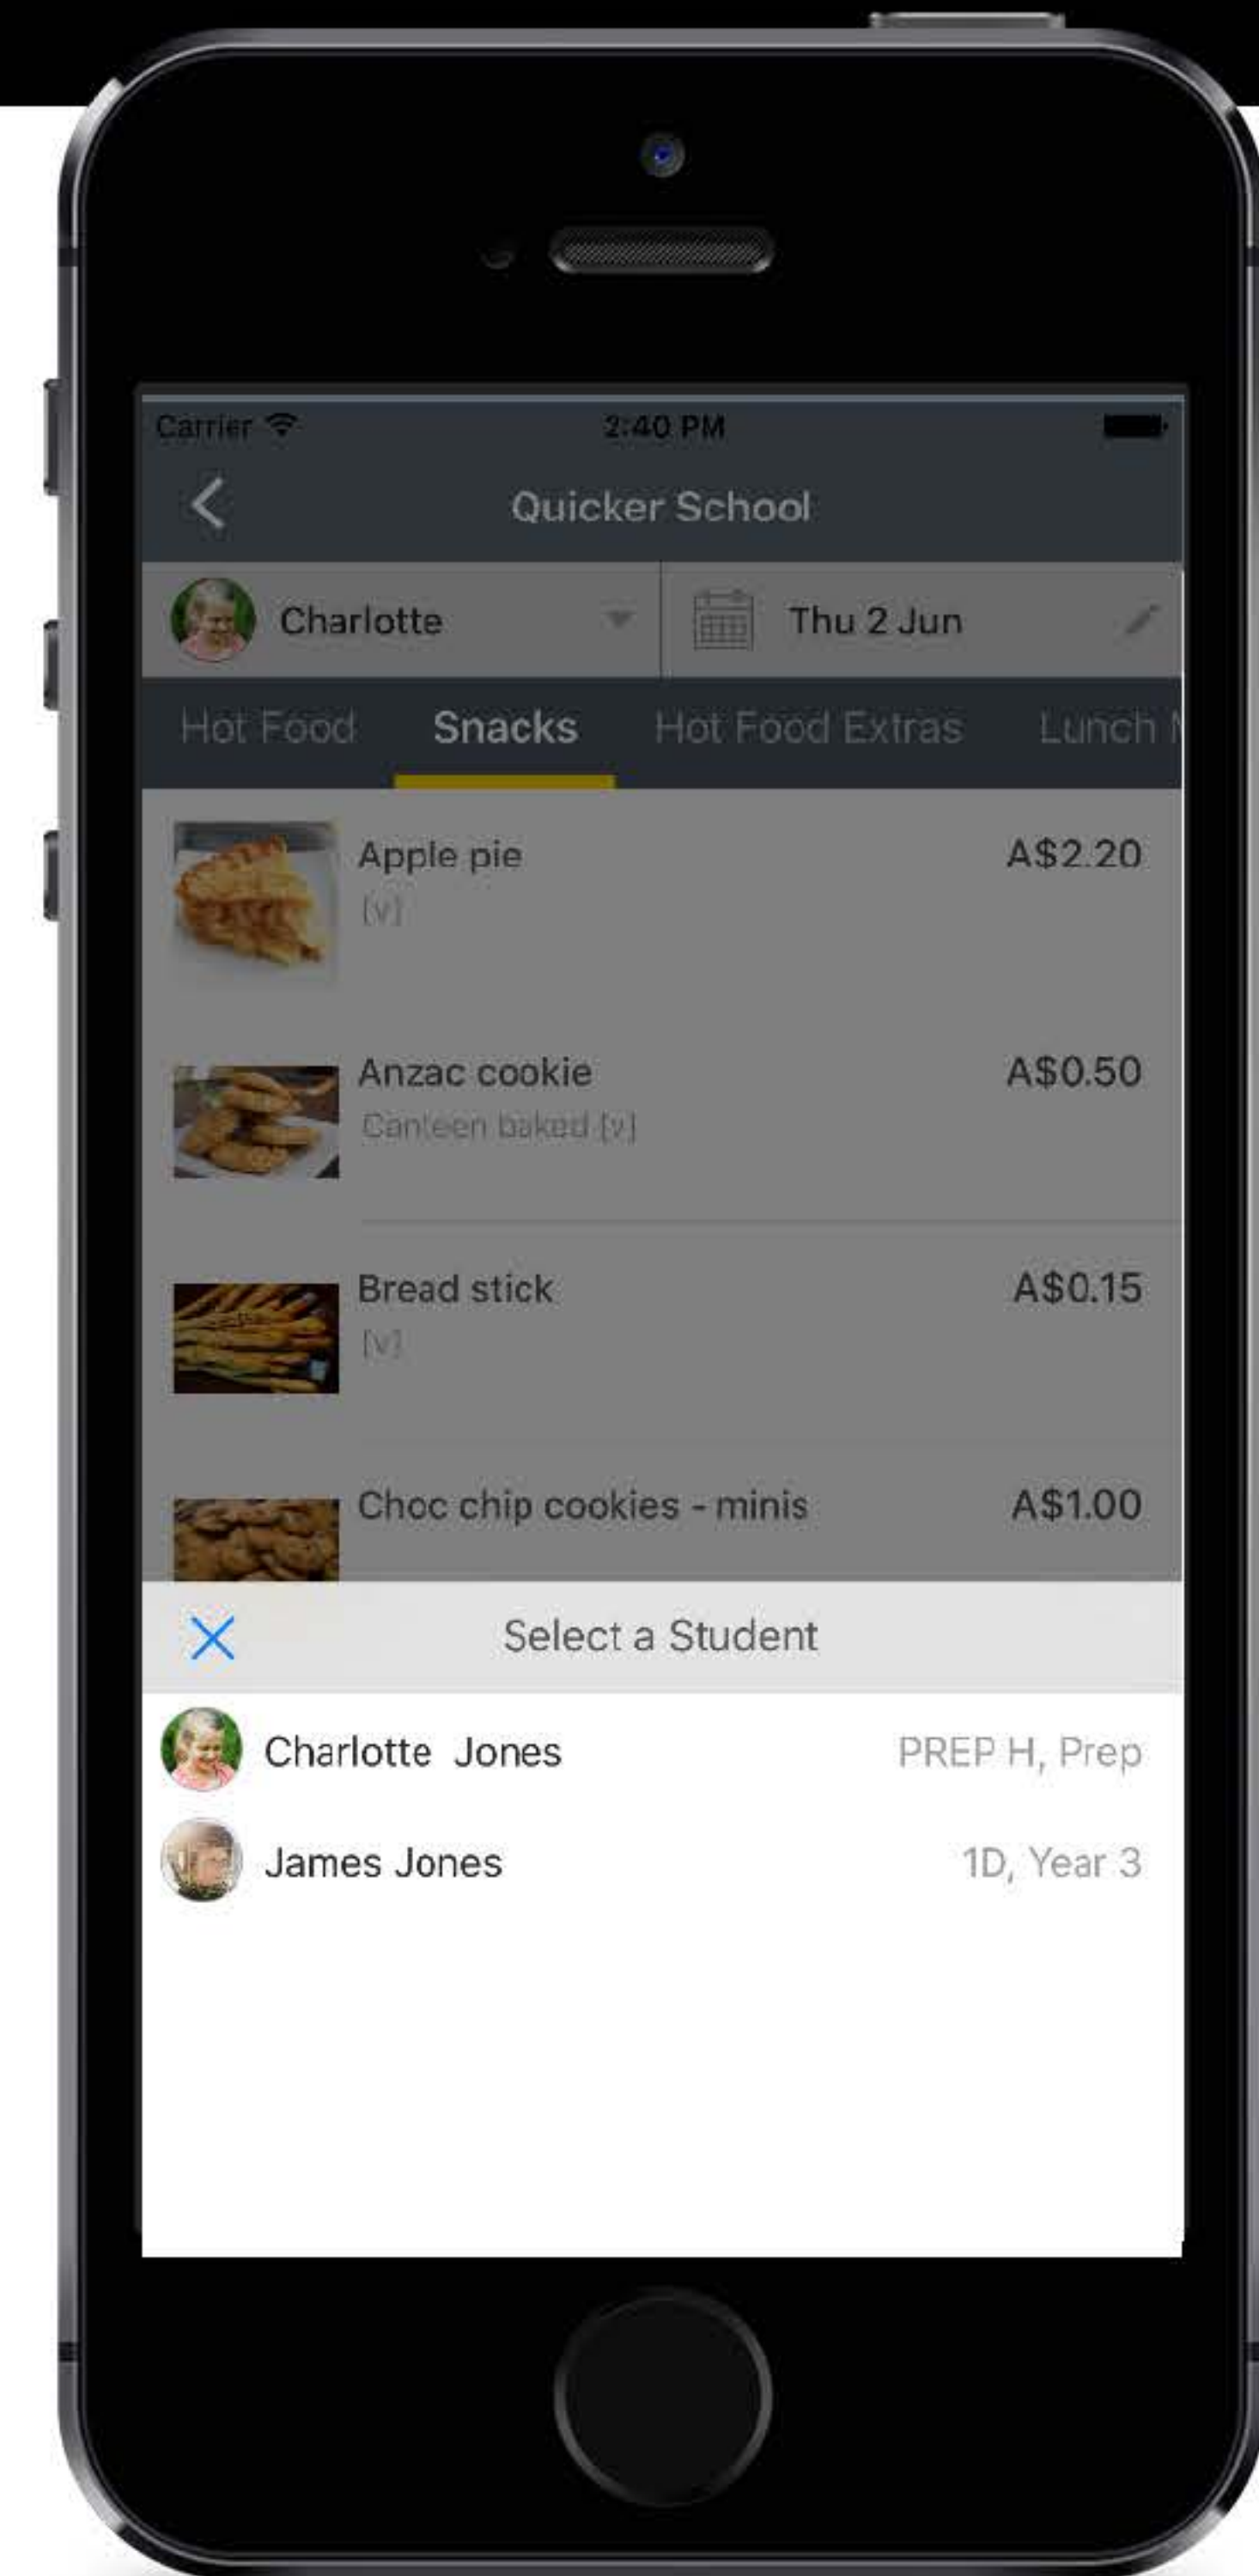 Carrier 2:40 PM
Quicker School
Charlotte Thu 2 Jun
Hot Food Snacks Hot Food Extras Lunch
Apple pie A$2.20
[v]
Anzac cookie A$0.50
Canteen baked [v]
Bread stick A$0.15
[v]
Choc chip cookies - minis A$1.00
Select a Student
Charlotte Jones PREP H, Prep
James Jones 1D, Year 3